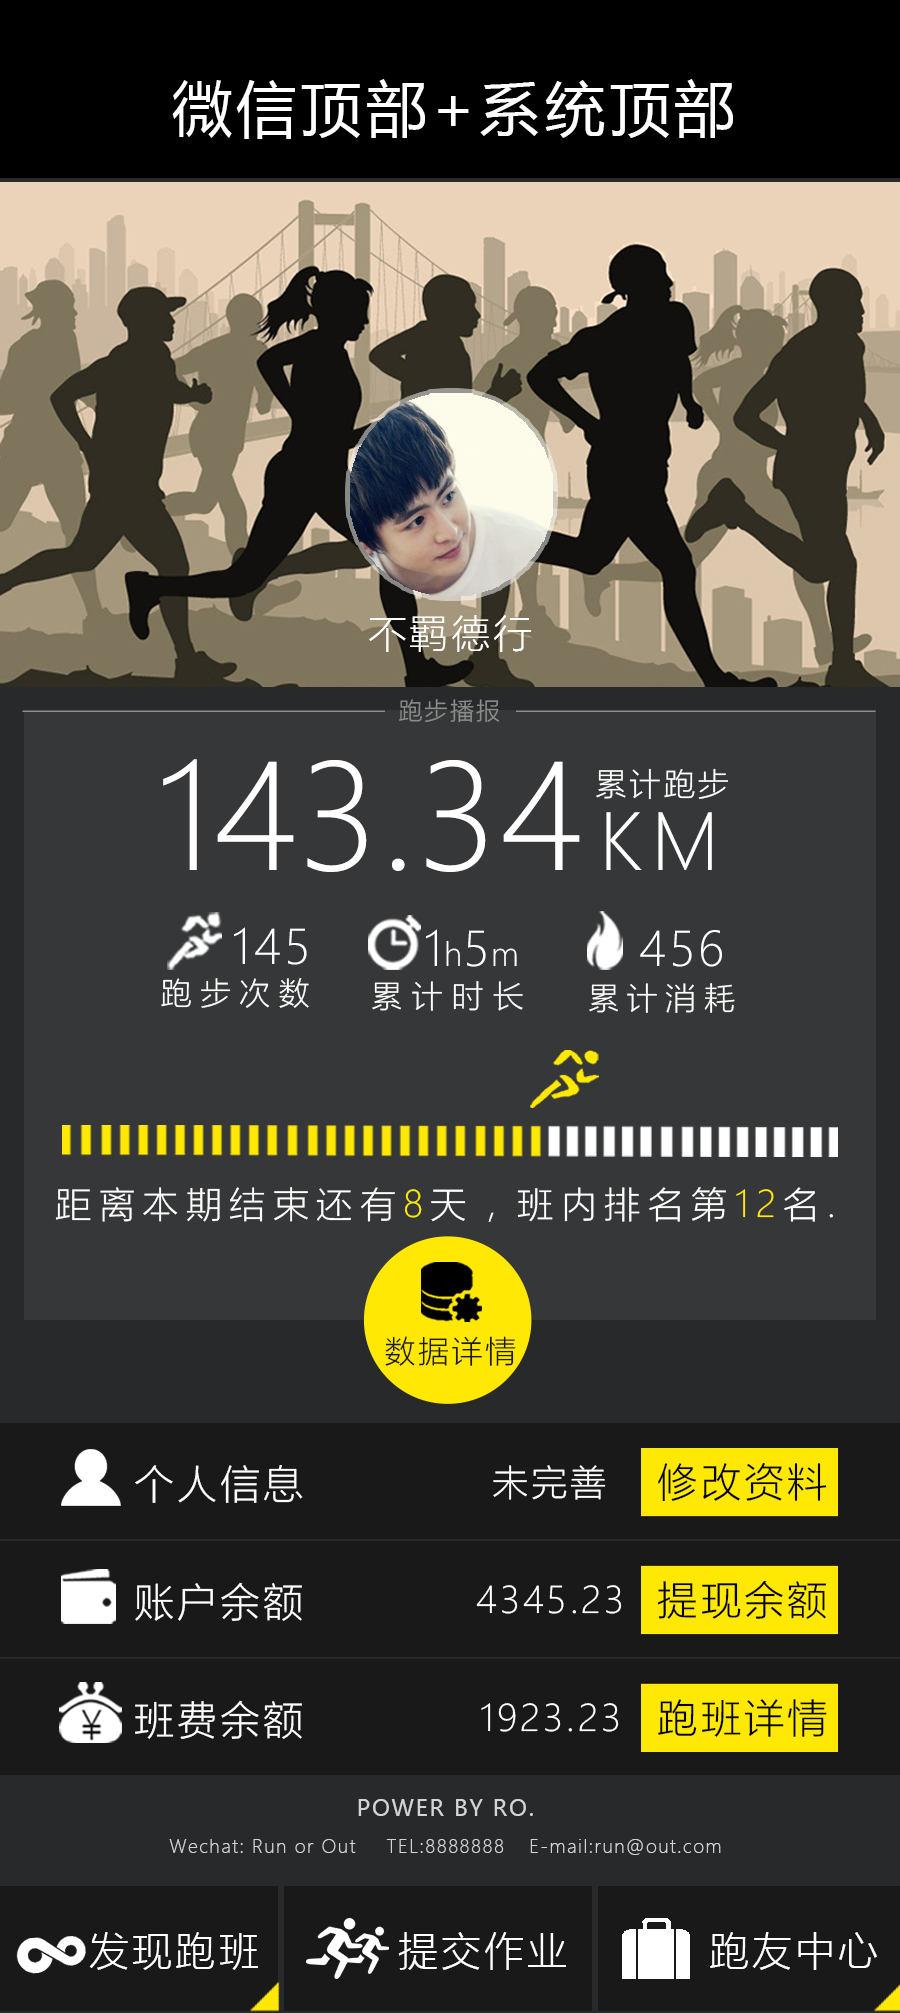 微信顶部+系统顶部
不羁德行
跑步播报
143.34 累计跑步 KM
145 1h5m 456
跑步次数 累计时长 累计消耗
距离本期结束还有8天，班内排名第12名.
数据详情
个人信息 未完善 修改资料
账户余额 4345.23 提现余额
¥ 班费余额 1923.23 跑班详情
POWER BY RO.
Wechat: Run or Out TEL:8888888 E-mail:run@out.com
发现跑班 提交作业 跑友中心